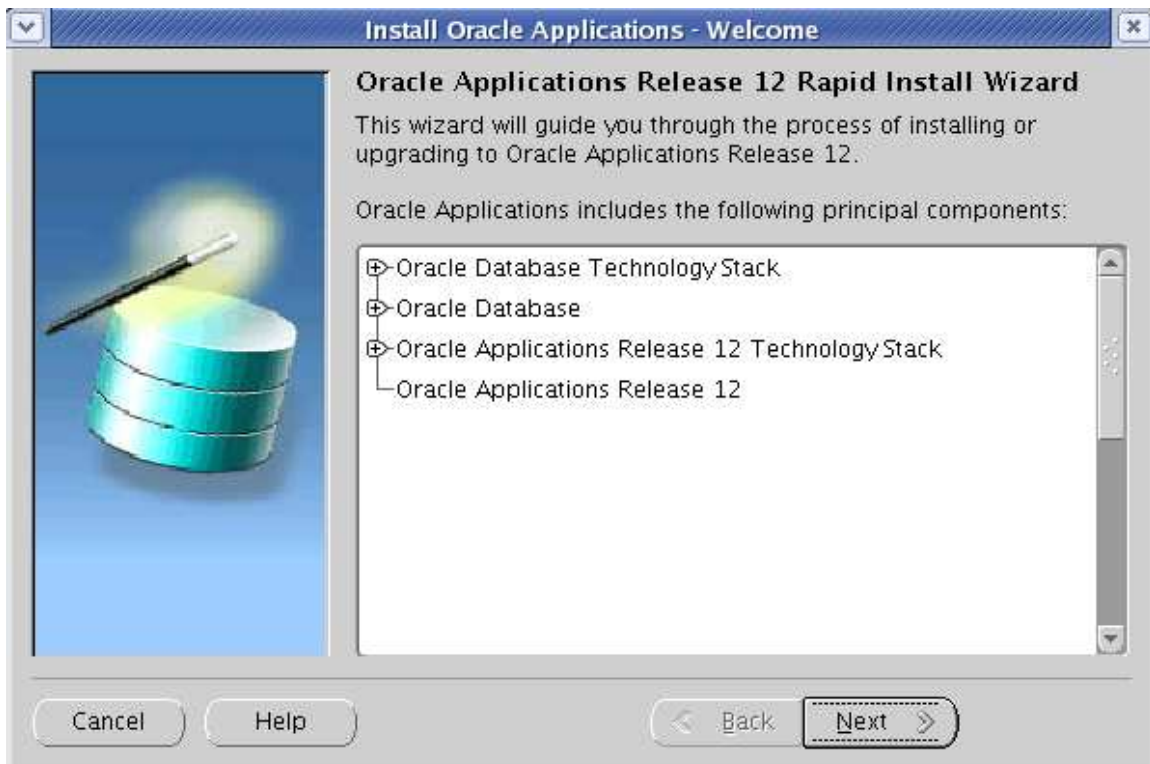 Install Oracle Applications - Welcome
Oracle Applications Release 12 Rapid Install Wizard
This wizard will guide you through the process of installing or
upgrading to Oracle Applications Release 12.
Oracle Applications includes the following principal components:
Oracle Database Technology Stack
Oracle Database
Oracle Applications Release 12 Technology Stack
Oracle Applications Release 12
Cancel Help Back Next